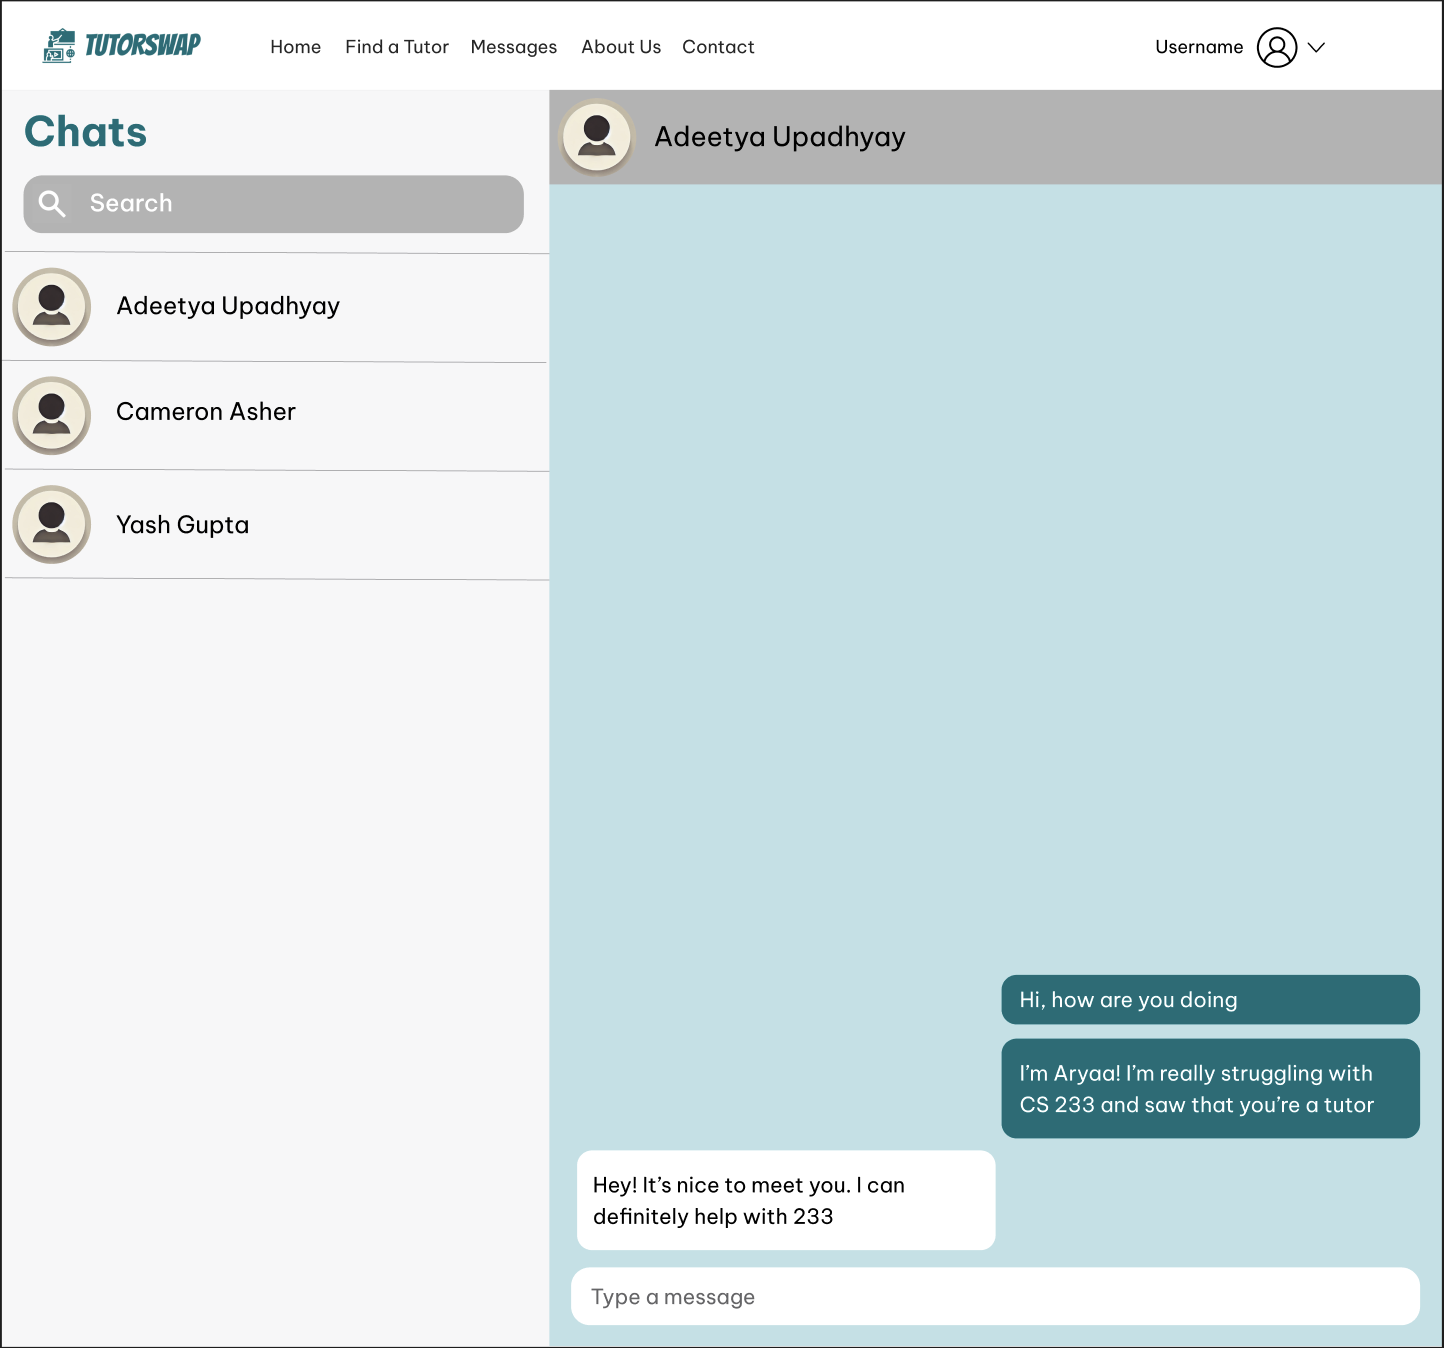 TUTORSWAP
Home Find a Tutor Messages About Us Contact
Username
Chats
Search
Adeetya Upadhyay
Cameron Asher
Yash Gupta
Adeetya Upadhyay
Hi, how are you doing
I’m Aryaa! I’m really struggling with
CS 233 and saw that you’re a tutor
Hey! It’s nice to meet you. I can
definitely help with 233
Type a message